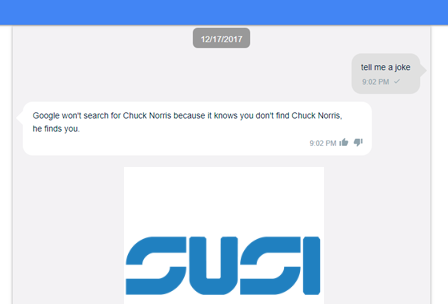 12/17/2017
tell me a joke
9:02 PM
Google won't search for Chuck Norris because it knows you don't find Chuck Norris,
he finds you.
9:02 PM
SUSI